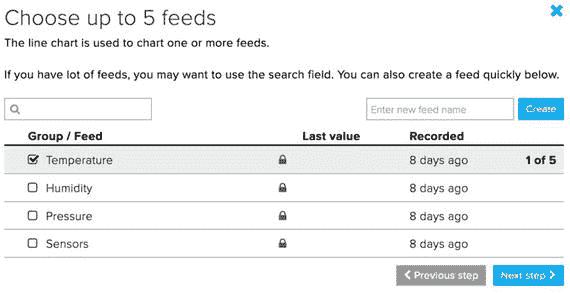 Choose up to 5 feeds
The line chart is used to chart one or more feeds.
If you have lot of feeds, you may want to use the search field. You can also create a feed quickly below.
Enter new feed name Create
Group / Feed Last value Recorded
Temperature 8 days ago 1 of 5
Humidity 8 days ago
Pressure 8 days ago
Sensors 8 days ago
Previous step Next step